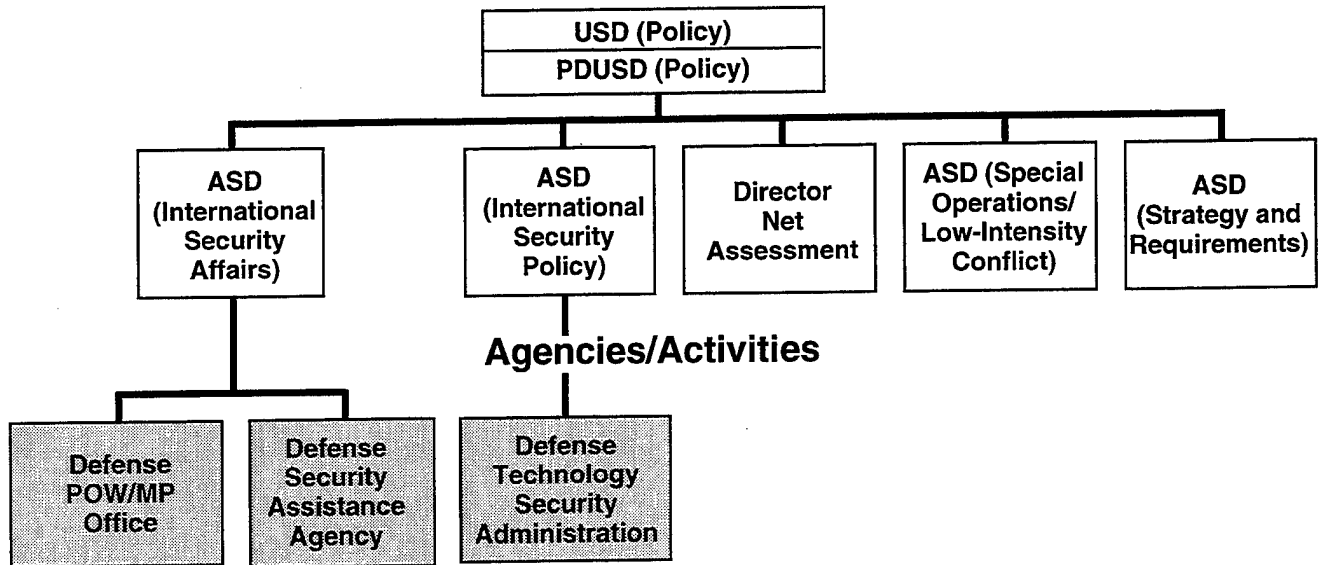 USD (Policy)
PDUSD (Policy)
ASD
(International
Security
Affairs)
ASD
(International
Security
Policy)
Director
Net
Assessment
ASD (Special
Operations/
Low-Intensity
Conflict)
ASD
(Strategy and
Requirements)
Agencies/Activities
Defense
POW/MP
Office
Defense
Security
Assistance
Agency
Defense
Technology
Security
Administration